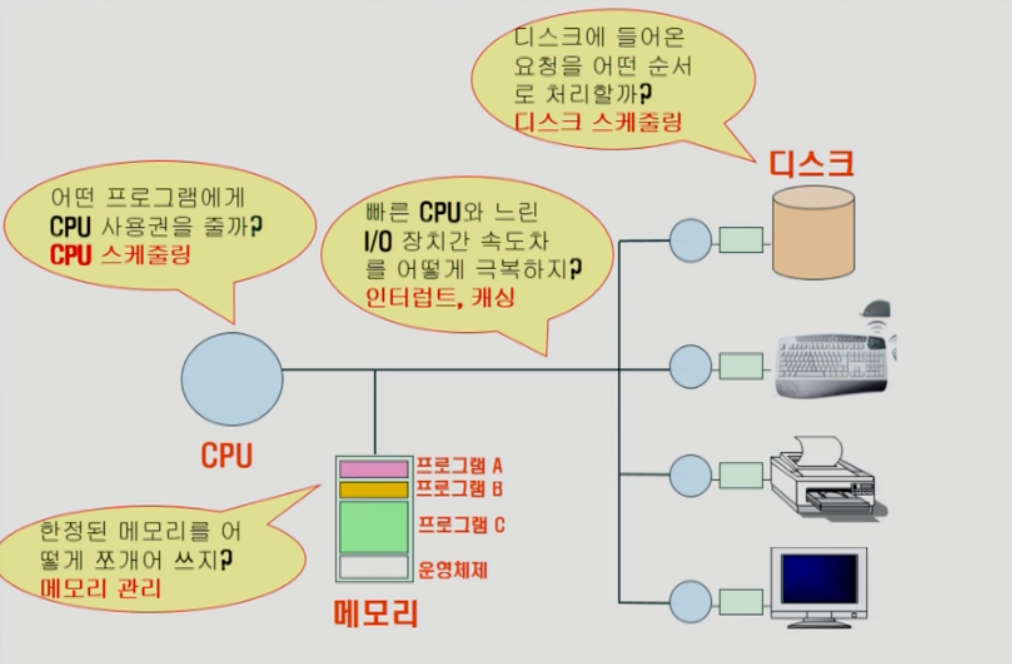 디스크에 들어온
요청을 어떤 순서
로 처리할까?
디스크 스케줄링
디스크
어떤 프로그램에게
CPU 사용권을 줄까?
CPU 스케줄링
빠른 CPU와 느린
I/O 장치간 속도차
를 어떻게 극복하지?
인터럽트, 캐싱
CPU
프로그램 A
프로그램 B
프로그램 C
운영체제
메모리
한정된 메모리를 어
떻게 쪼개어 쓰지?
메모리 관리